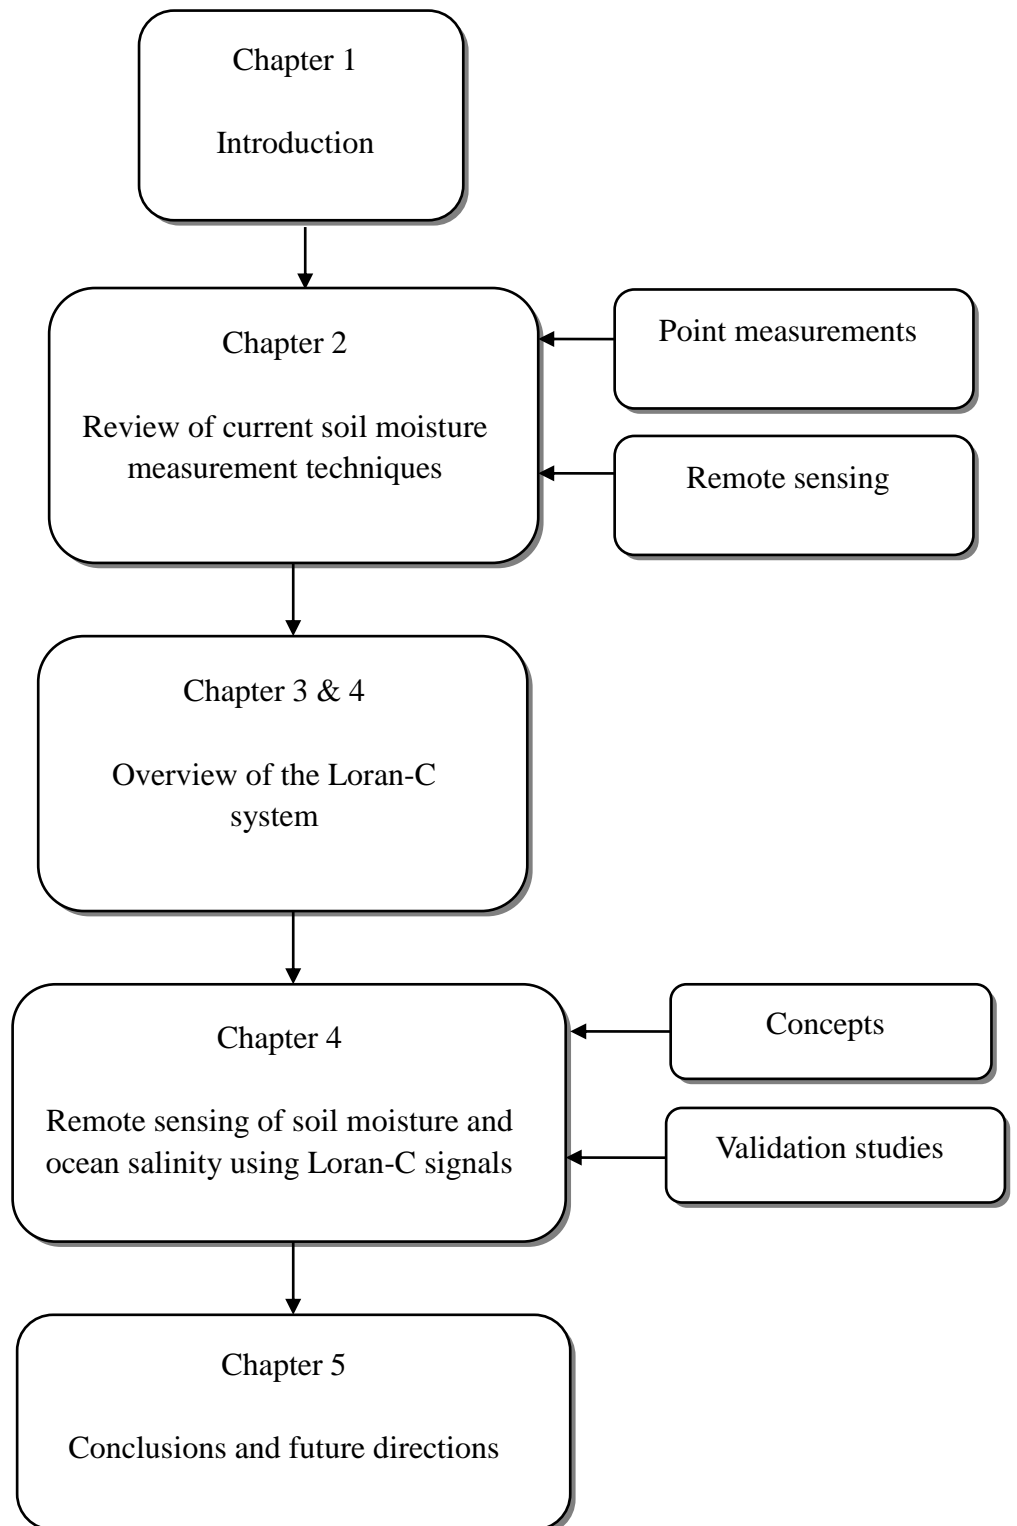 Chapter 1
Introduction
Chapter 2
Review of current soil moisture
measurement techniques
Point measurements
Remote sensing
Chapter 3 & 4
Overview of the Loran-C
system
Chapter 4
Remote sensing of soil moisture and
ocean salinity using Loran-C signals
Concepts
Validation studies
Chapter 5
Conclusions and future directions